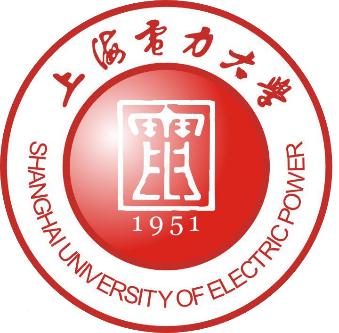 上海电力大学
1951
SHANGHAI UNIVERSITY OF ELECTRIC POWER